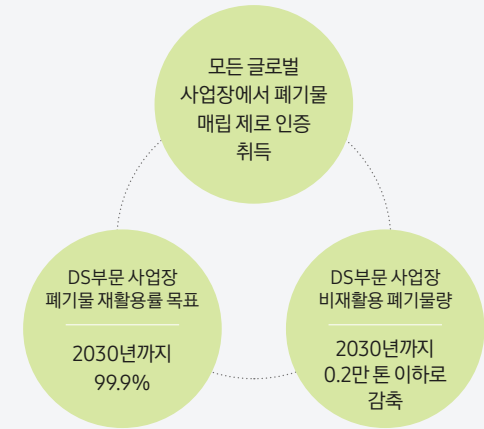 모든 글로벌
사업장에서 폐기물
매립 제로 인증
취득
DS부문 사업장
폐기물 재활용률 목표
2030년까지
99.9%
DS부문 사업장
비재활용 폐기물량
2030년까지
0.2만 톤 이하로
감축